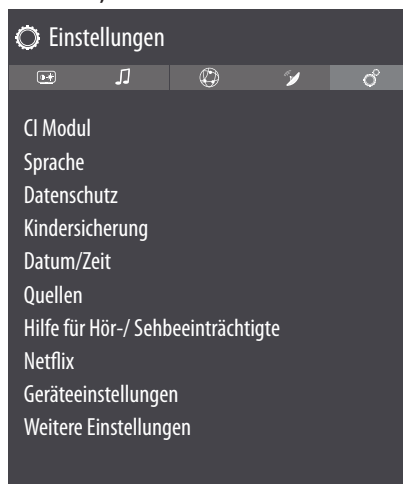 Einstellungen
CI Modul
Sprache
Datenschutz
Kindersicherung
Datum/Zeit
Quellen
Hilfe für Hör-/ Sehbeeinträchtigte
Netflix
Geräteeinstellungen
Weitere Einstellungen